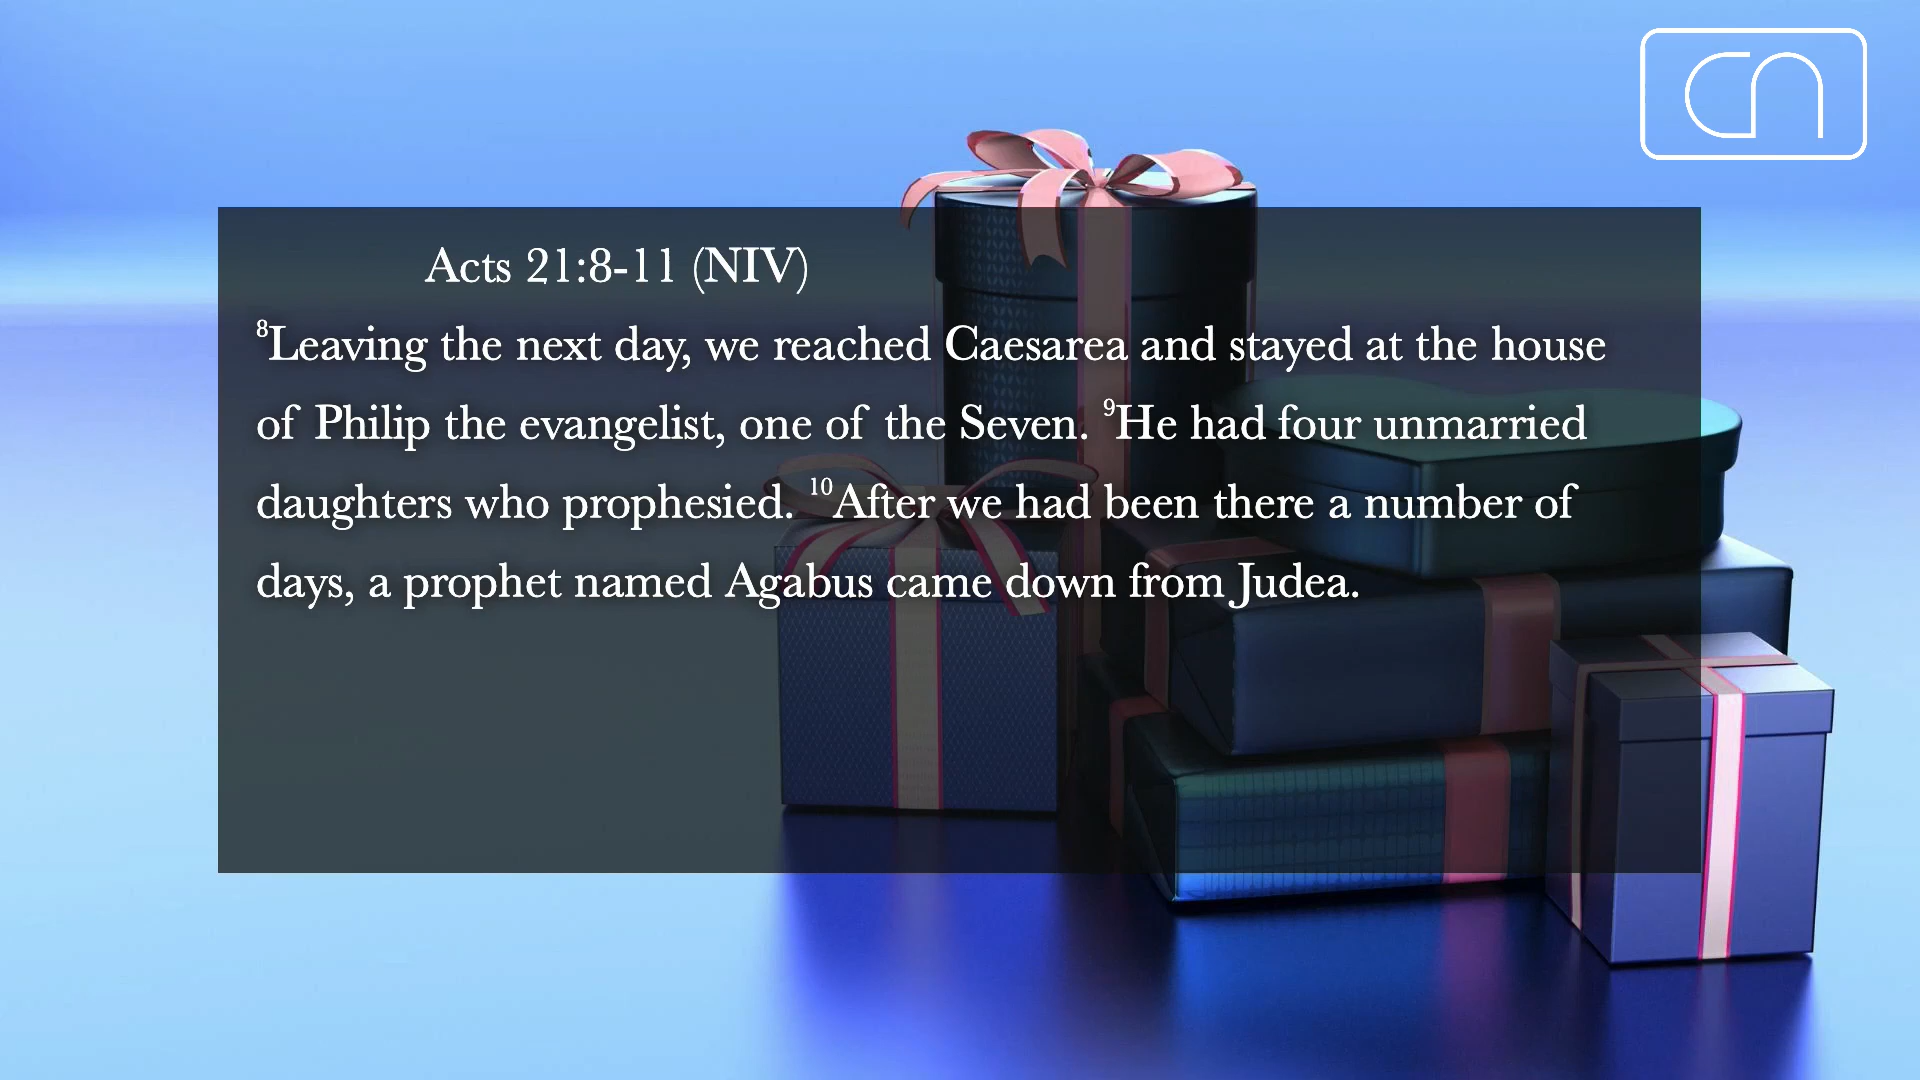 cn
Acts 21:8-11 (NIV)
⁸Leaving the next day, we reached Caesarea and stayed at the house
of Philip the evangelist, one of the Seven. ⁹He had four unmarried
daughters who prophesied. ¹⁰After we had been there a number of
days, a prophet named Agabus came down from Judea.